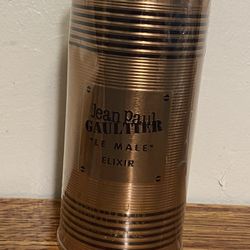 Jean Paul
GAULTIER
"LE MALE"
ELIXIR